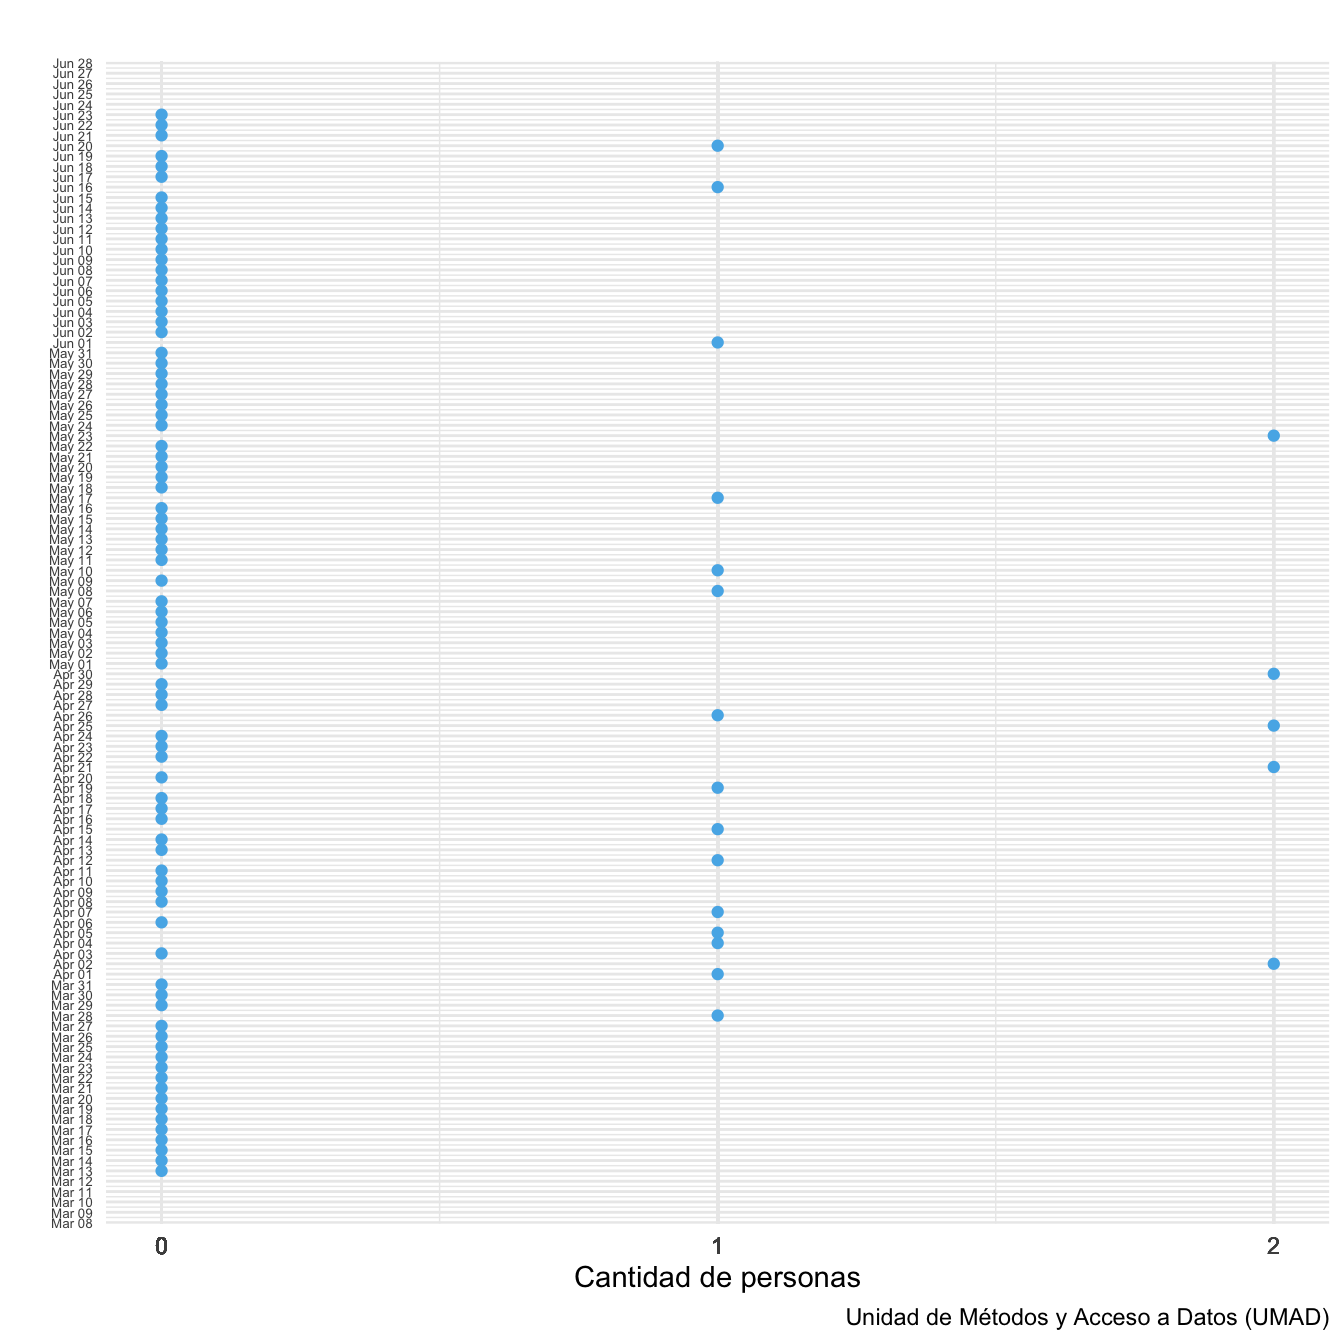 Jun 28
Jun 27
Jun 26
Jun 25
Jun 24
Jun 23
Jun 22
Jun 21
Jun 20
Jun 19
Jun 18
Jun 17
Jun 16
Jun 15
Jun 14
Jun 13
Jun 12
Jun 11
Jun 10
Jun 09
Jun 08
Jun 07
Jun 06
Jun 05
Jun 04
Jun 03
Jun 02
Jun 01
May 31
May 30
May 29
May 28
May 27
May 26
May 25
May 24
May 23
May 22
May 21
May 20
May 19
May 18
May 17
May 16
May 15
May 14
May 13
May 12
May 11
May 10
May 09
May 08
May 07
May 06
May 05
May 04
May 03
May 02
May 01
Apr 30
Apr 29
Apr 28
Apr 27
Apr 26
Apr 25
Apr 24
Apr 23
Apr 22
Apr 21
Apr 20
Apr 19
Apr 18
Apr 17
Apr 16
Apr 15
Apr 14
Apr 13
Apr 12
Apr 11
Apr 10
Apr 09
Apr 08
Apr 07
Apr 06
Apr 05
Apr 04
Apr 03
Apr 02
Apr 01
Mar 31
Mar 30
Mar 29
Mar 28
Mar 27
Mar 26
Mar 25
Mar 24
Mar 23
Mar 22
Mar 21
Mar 20
Mar 19
Mar 18
Mar 17
Mar 16
Mar 15
Mar 14
Mar 13
Mar 12
Mar 11
Mar 10
Mar 09
Mar 08
0 1 2
Cantidad de personas
Unidad de Métodos y Acceso a Datos (UMAD)